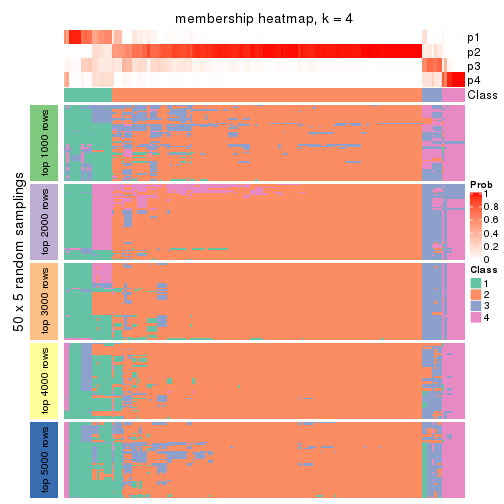 membership heatmap, k = 4
p1
p2
p3
p4
Class
50 x 5 random samplings
top 1000 rows
top 2000 rows
top 3000 rows
top 4000 rows
top 5000 rows
Prob
1
0.8
0.6
0.4
0.2
0
Class
1
2
3
4